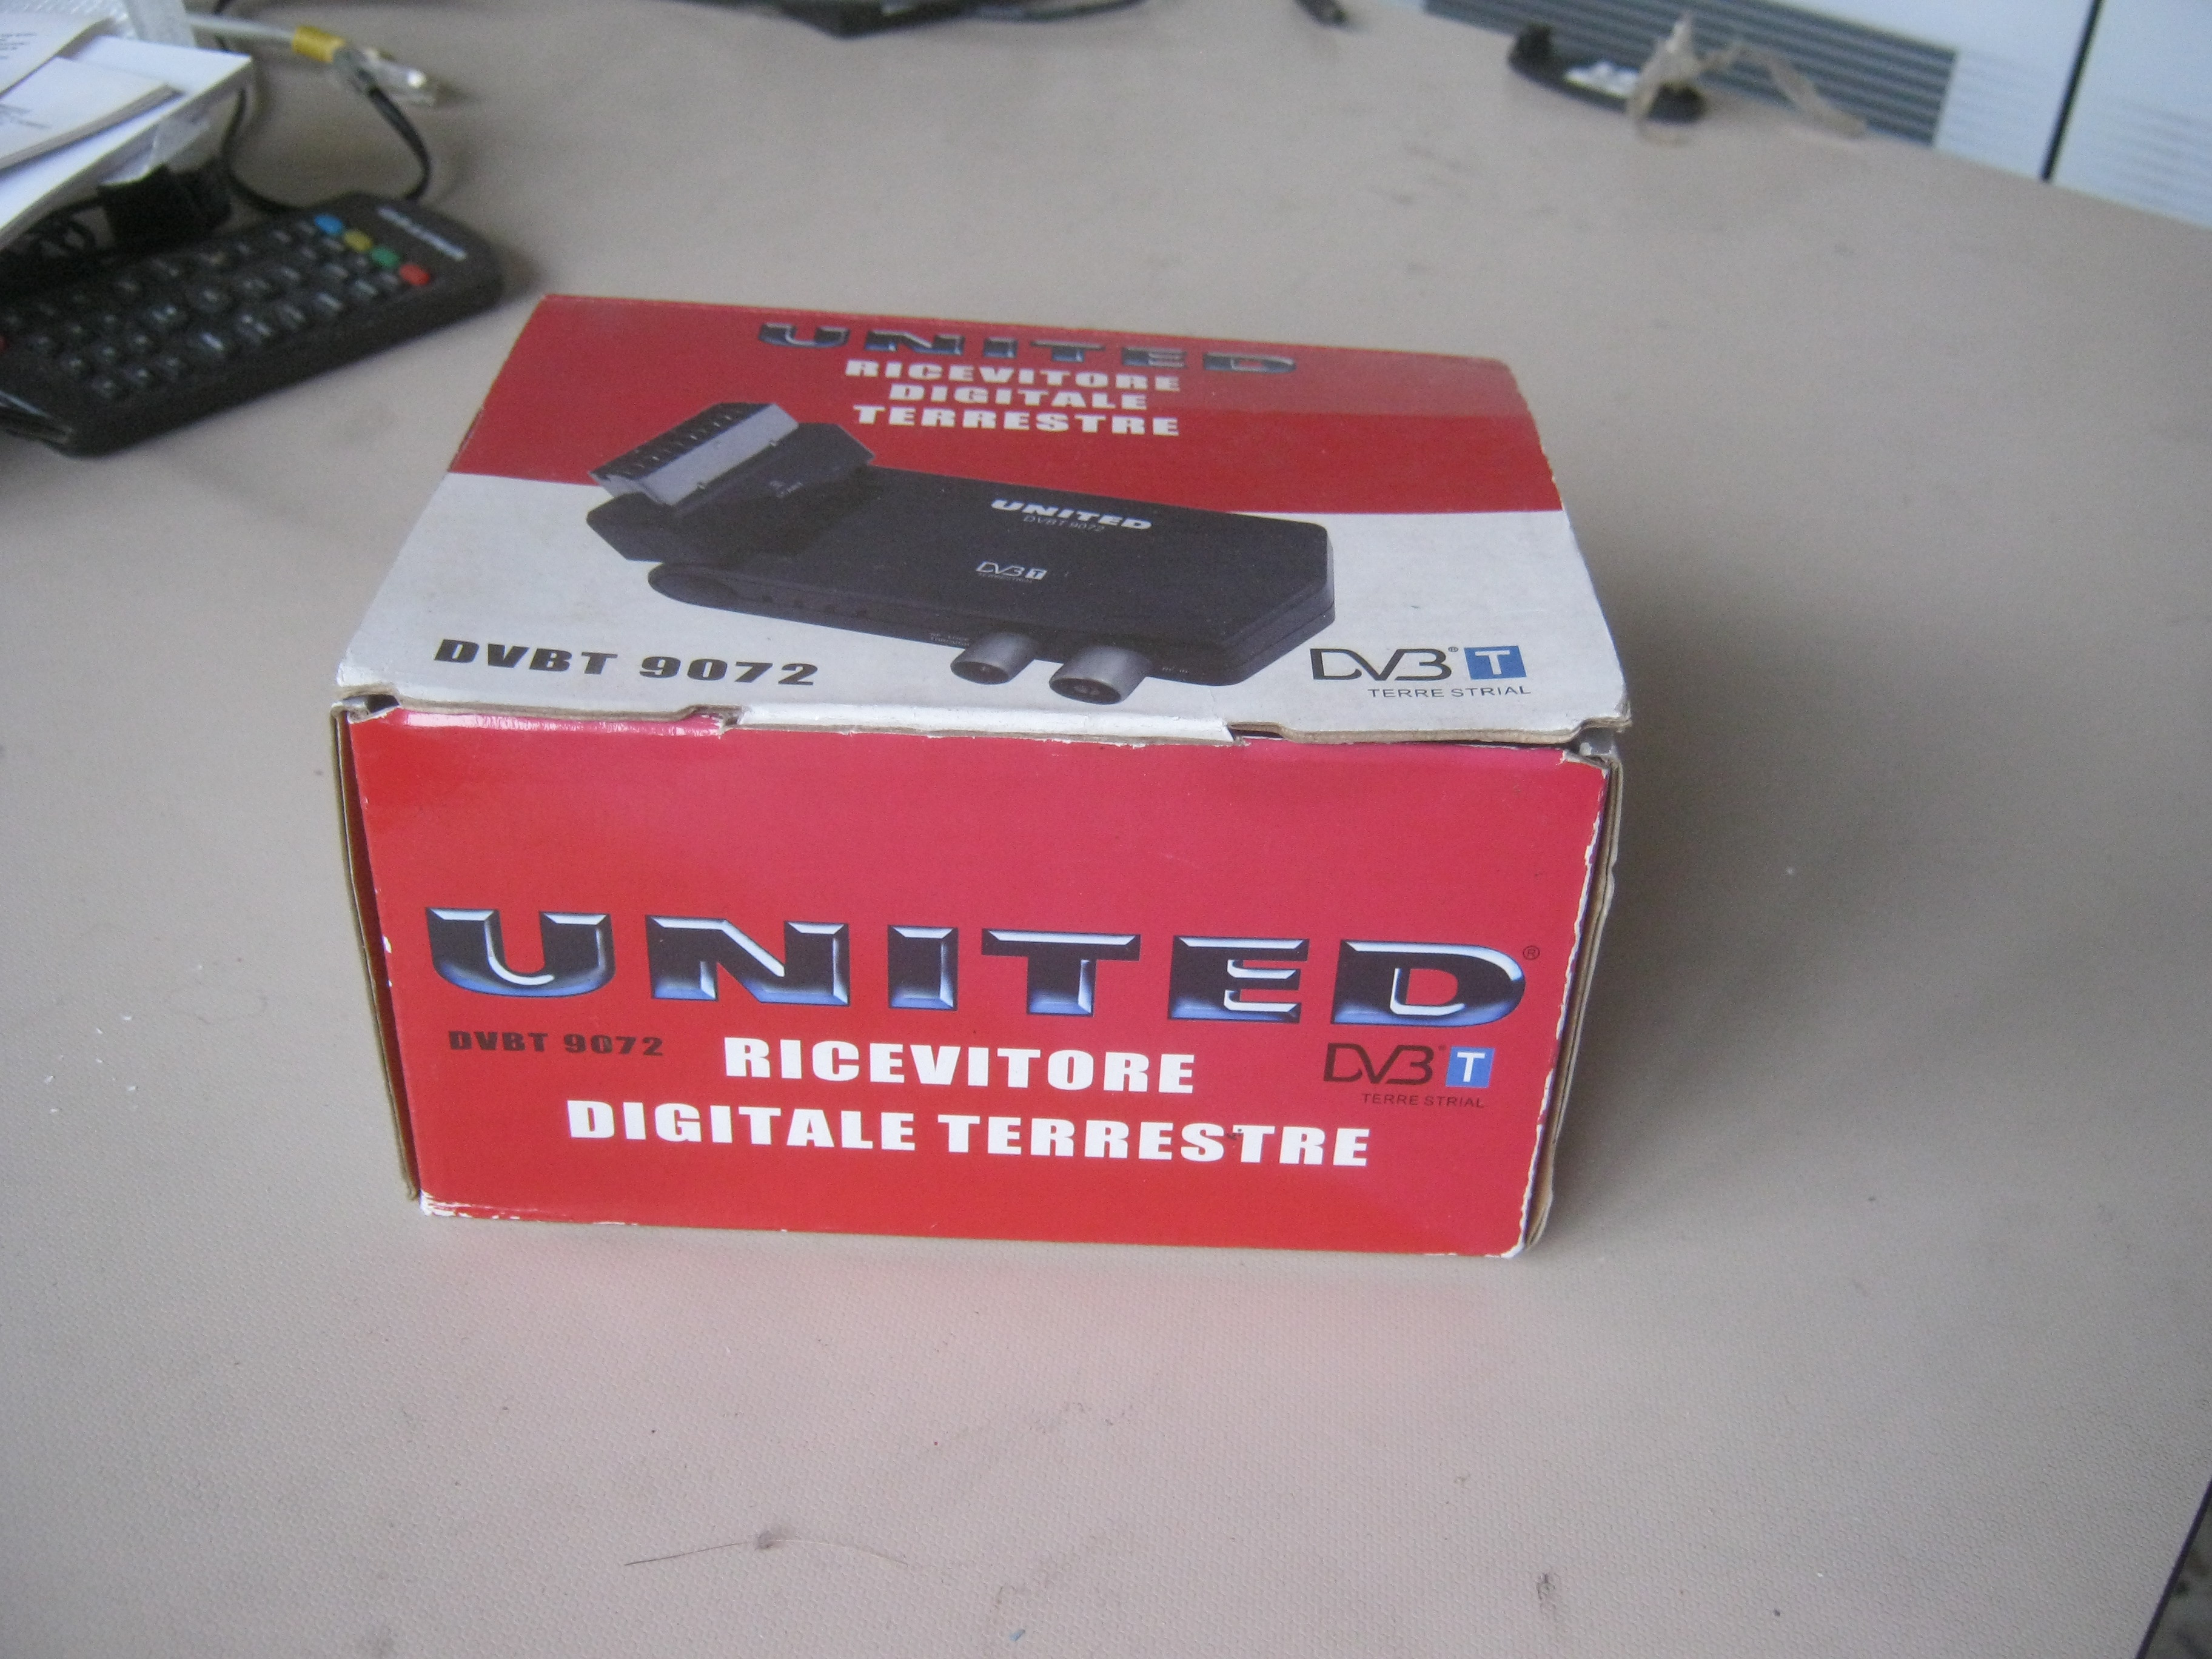 UNITED
RICEVITORE
DIGITALE
TERRESTRE
UNITED
DVBT 9072
DVB T
DVBT 9072
DVB® T
TERRE STRIAL
UNITED®
DVBT 9072
RICEVITORE
DIGITALE TERRESTRE
DVB® T
TERRE STRIAL